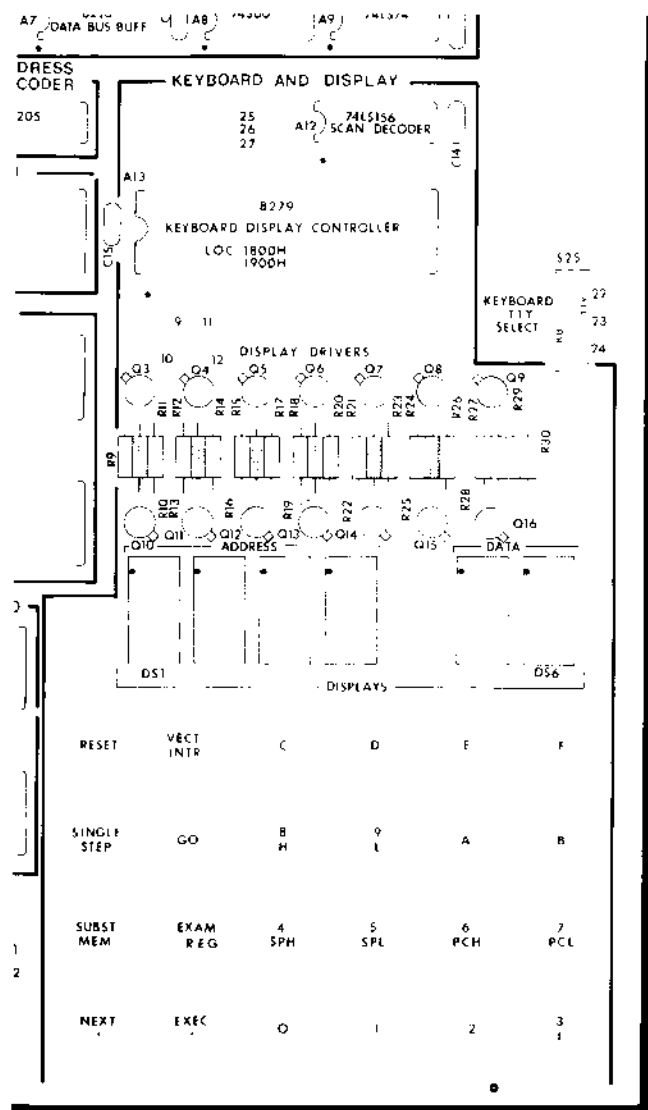 A7
DATA BUS BUFF
A8
A9
DRESS
CODER
205
KEYBOARD AND DISPLAY
25
26
27
A12
74LS156
SCAN DECODER
C14
A13
8279
KEYBOARD DISPLAY CONTROLLER
LOC 1800H
1900H
C15
S25
KEYBOARD
TTY
SELECT
TTY
KB
22
23
24
9 11
10 12
DISPLAY DRIVERS
Q3 Q4 Q5 Q6 Q7 Q8 Q9
R11 R12 R14 R15 R17 R18 R20 R21 R23 R24 R26 R27 R29
R9
R30
R10 R13 R16 R19 R22 R25 R28
Q10 Q11 Q12 Q13 Q14 Q15 Q16
ADDRESS
DATA
DS1
DS6
DISPLAYS
RESET
VECT
INTR
C
D
E
F
SINGLE
STEP
GO
8
H
9
L
A
B
SUBST
MEM
EXAM
REG
4
SPH
5
SPL
6
PCH
7
PCL
1
2
NEXT
,
EXEC
.
0
1
2
3
I